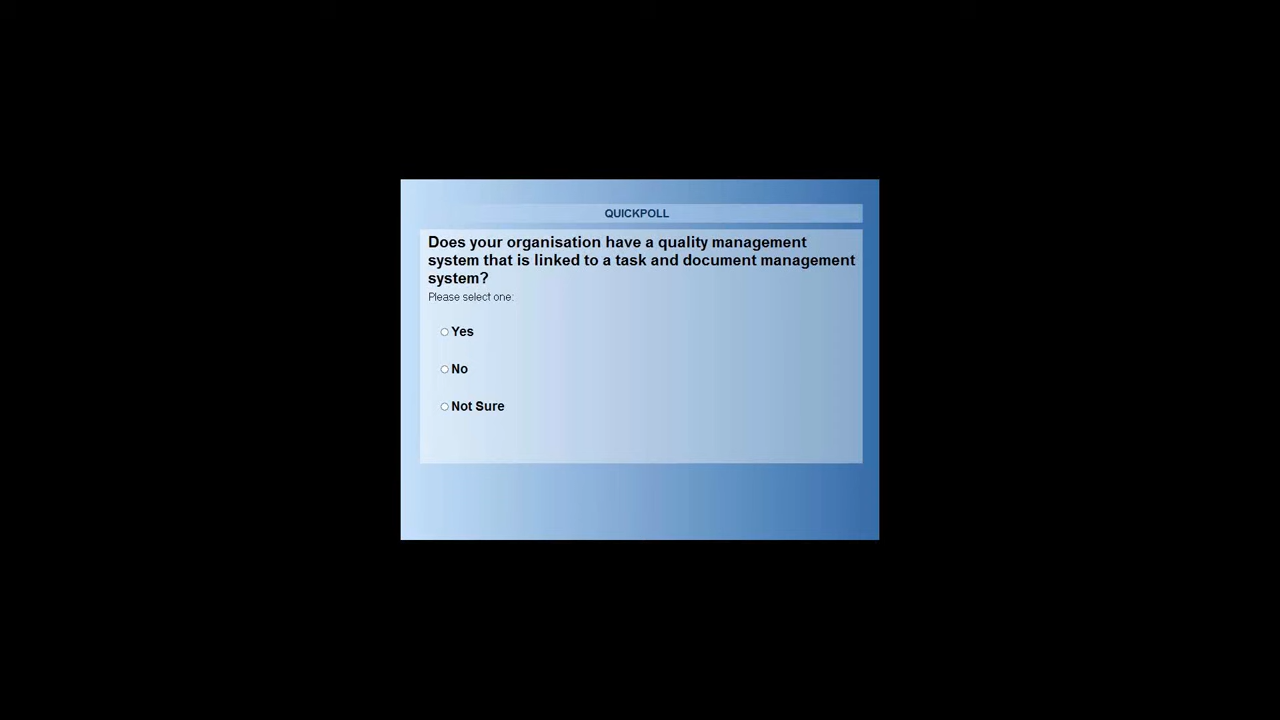 QUICKPOLL
Does your organisation have a quality management
system that is linked to a task and document management
system?
Please select one:
Yes
No
Not Sure